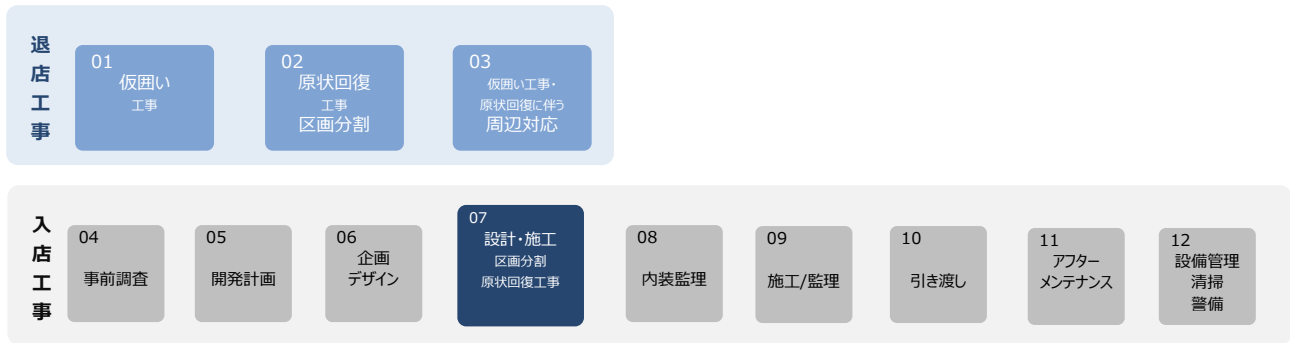 退店工事
01
仮囲い
工事
02
原状回復
工事
区画分割
03
仮囲い工事・
原状回復に伴う
周辺対応
入店工事
04
事前調査
05
開発計画
06
企画
デザイン
07
設計・施工
区画分割
原状回復工事
08
内装監理
09
施工/監理
10
引き渡し
11
アフター
メンテナンス
12
設備管理
清掃
警備